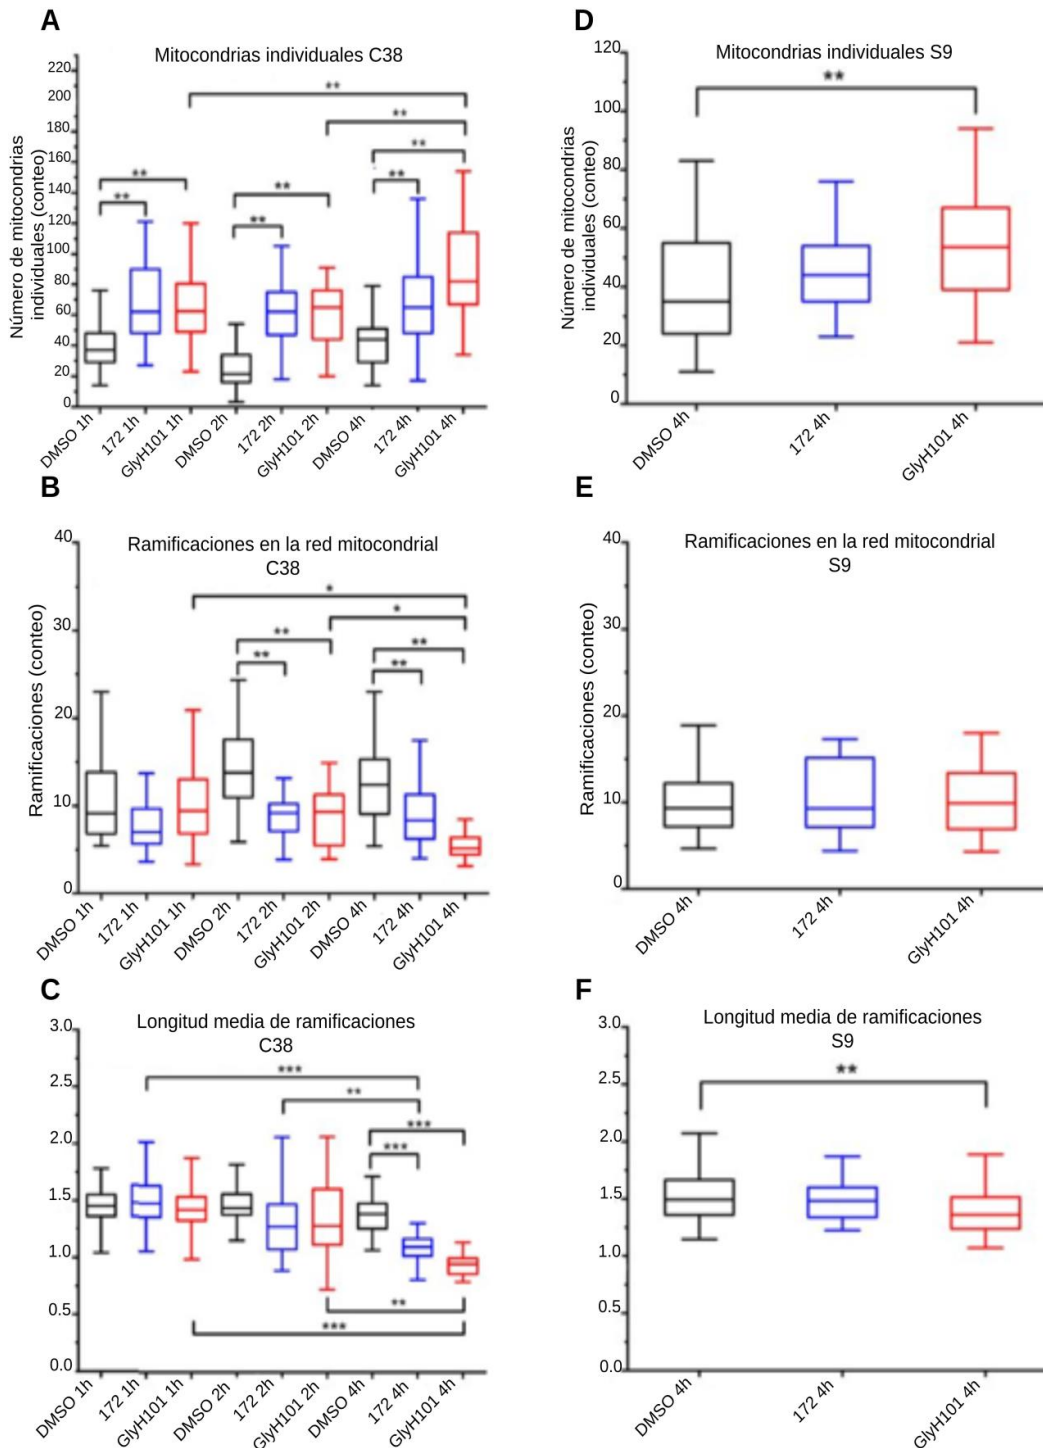 A
Mitocondrias individuales C38
Número de mitocondrias
individuales (conteo)
220
200
180
160
140
120
100
80
60
40
20
0
** ** ** ** ** ** ** **
DMSO 1h
172 1h
GlyH101 1h
DMSO 2h
172 2h
GlyH101 2h
DMSO 4h
172 4h
GlyH101 4h
D
Mitocondrias individuales S9
Número de mitocondrias
individuales (conteo)
120
100
80
60
40
20
0
**
DMSO 4h
172 4h
GlyH101 4h
B
Ramificaciones en la red mitocondrial
C38
Ramificaciones (conteo)
40
30
20
10
0
* * ** ** ** **
DMSO 1h
172 1h
GlyH101 1h
DMSO 2h
172 2h
GlyH101 2h
DMSO 4h
172 4h
GlyH101 4h
E
Ramificaciones en la red mitocondrial
S9
Ramificaciones (conteo)
40
30
20
10
0
DMSO 4h
172 4h
GlyH101 4h
C
Longitud media de ramificaciones
C38
3.0
2.5
2.0
1.5
1.0
0.5
0.0
*** ** *** *** ** ***
DMSO 1h
172 1h
GlyH101 1h
DMSO 2h
172 2h
GlyH101 2h
DMSO 4h
172 4h
GlyH101 4h
F
Longitud media de ramificaciones
S9
3.0
2.5
2.0
1.5
1.0
0.5
0.0
**
DMSO 4h
172 4h
GlyH101 4h